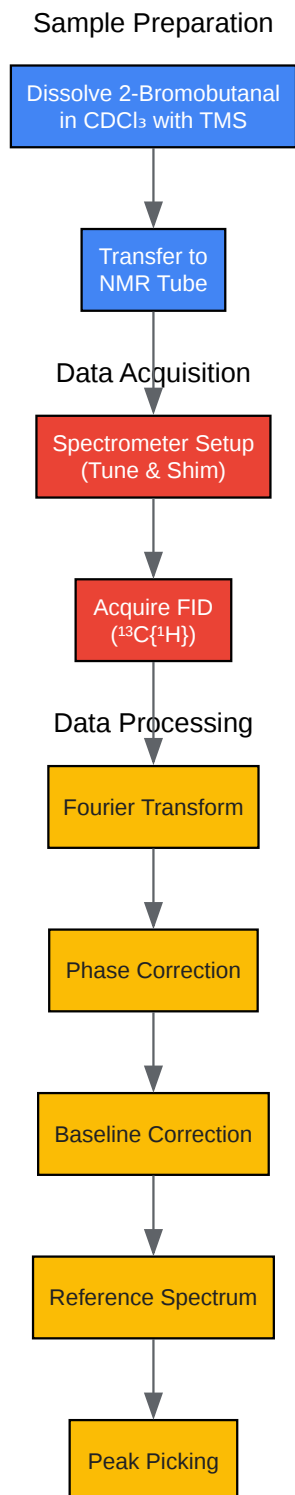 Sample Preparation
Dissolve 2-Bromobutanal
in CDCl₃ with TMS
Transfer to
NMR Tube
Data Acquisition
Spectrometer Setup
(Tune & Shim)
Acquire FID
(¹³C{¹H})
Data Processing
Fourier Transform
Phase Correction
Baseline Correction
Reference Spectrum
Peak Picking